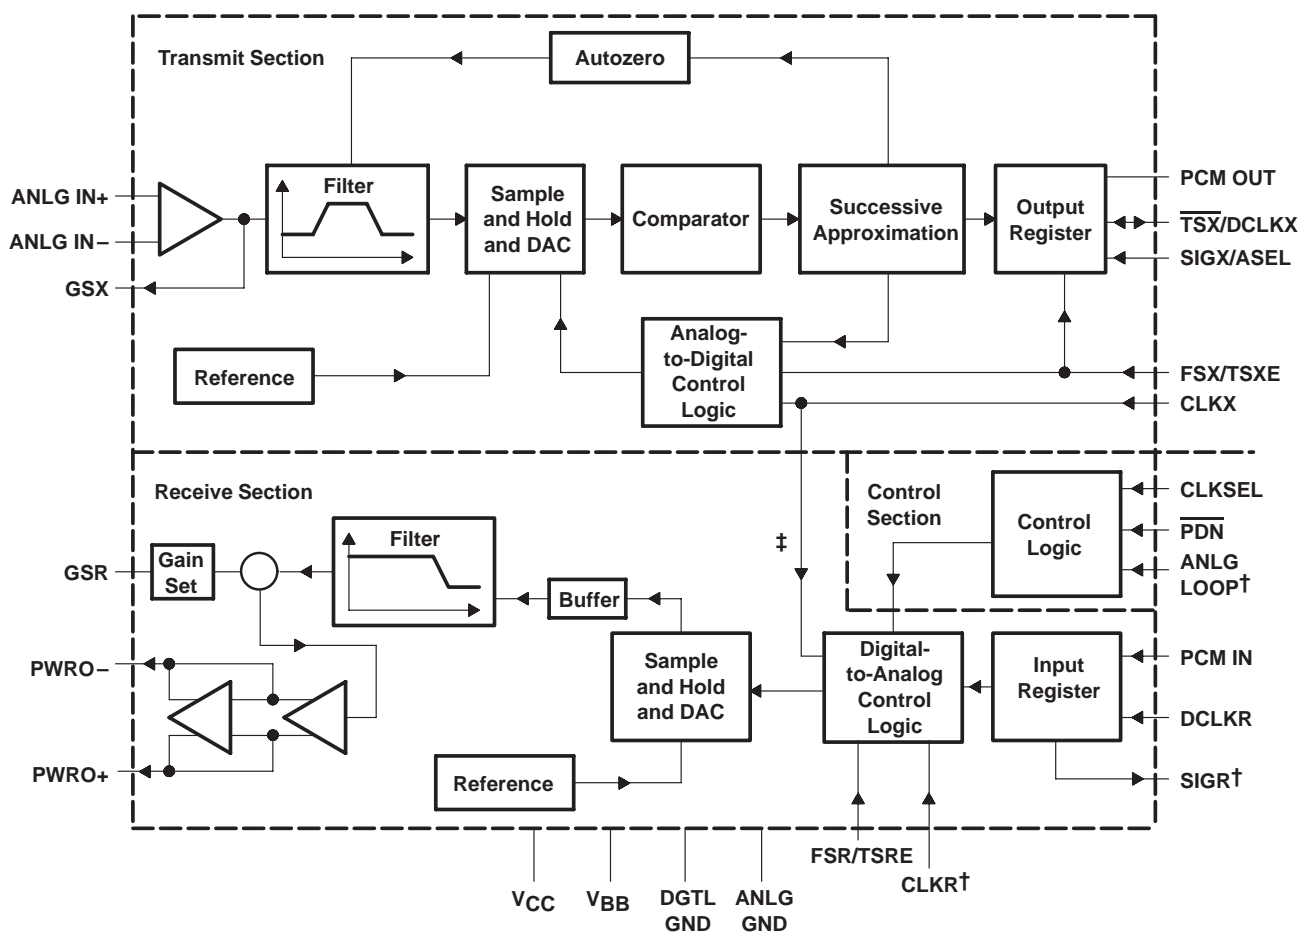 Transmit Section
Autozero
ANLG IN+
ANLG IN−
GSX
Filter
Sample
and Hold
and DAC
Comparator
Successive
Approximation
Output
Register
PCM OUT
T̅S̅X̅/DCLKX
SIGX/ASEL
Reference
Analog-
to-Digital
Control
Logic
FSX/TSXE
CLKX
Receive Section
Control
Section
Control
Logic
CLKSEL
P̅D̅N̅
ANLG
LOOP†
‡
GSR
Gain
Set
Filter
Buffer
PWRO−
PWRO+
Sample
and Hold
and DAC
Digital-
to-Analog
Control
Logic
Input
Register
PCM IN
DCLKR
SIGR†
Reference
VCC
VBB
DGTL
GND
ANLG
GND
FSR/TSRE
CLKR†